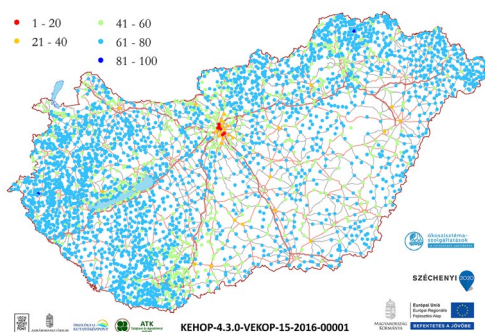 1 - 20
21 - 40
41 - 60
61 - 80
81 - 100
ökoszisztéma-
szolgáltatások
SZÉCHENYI 2020
MAGYARORSZÁG
KORMÁNYA
Európai Unió
Európai Regionális
Fejlesztési Alap
BEFEKTETÉS A JÖVŐBE
ATK
KEHOP-4.3.0-VEKOP-15-2016-00001